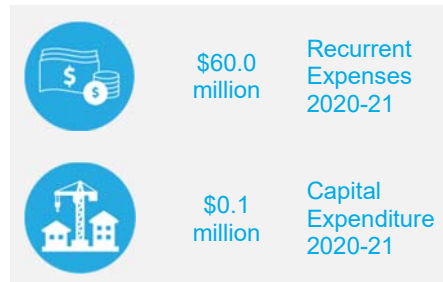 $
$
$60.0
million
Recurrent
Expenses
2020-21
$0.1
million
Capital
Expenditure
2020-21